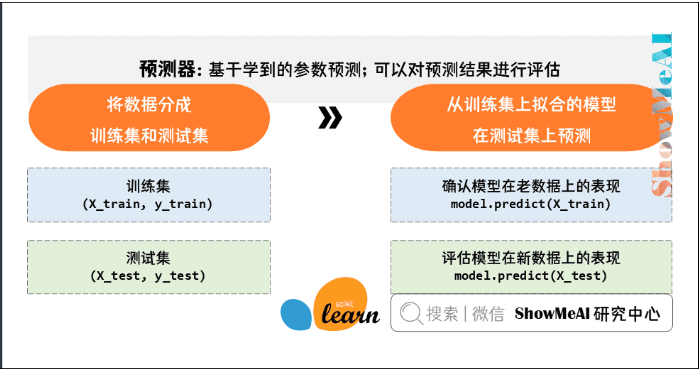 预测器: 基于学到的参数预测; 可以对预测结果进行评估
将数据分成
训练集和测试集
»
从训练集上拟合的模型
在测试集上预测
训练集
(X_train, y_train)
确认模型在老数据上的表现
model.predict(X_train)
测试集
(X_test, y_test)
评估模型在新数据上的表现
model.predict(X_test)
scikit
learn
搜索 | 微信 ShowMeAI 研究中心
ShowMeAI